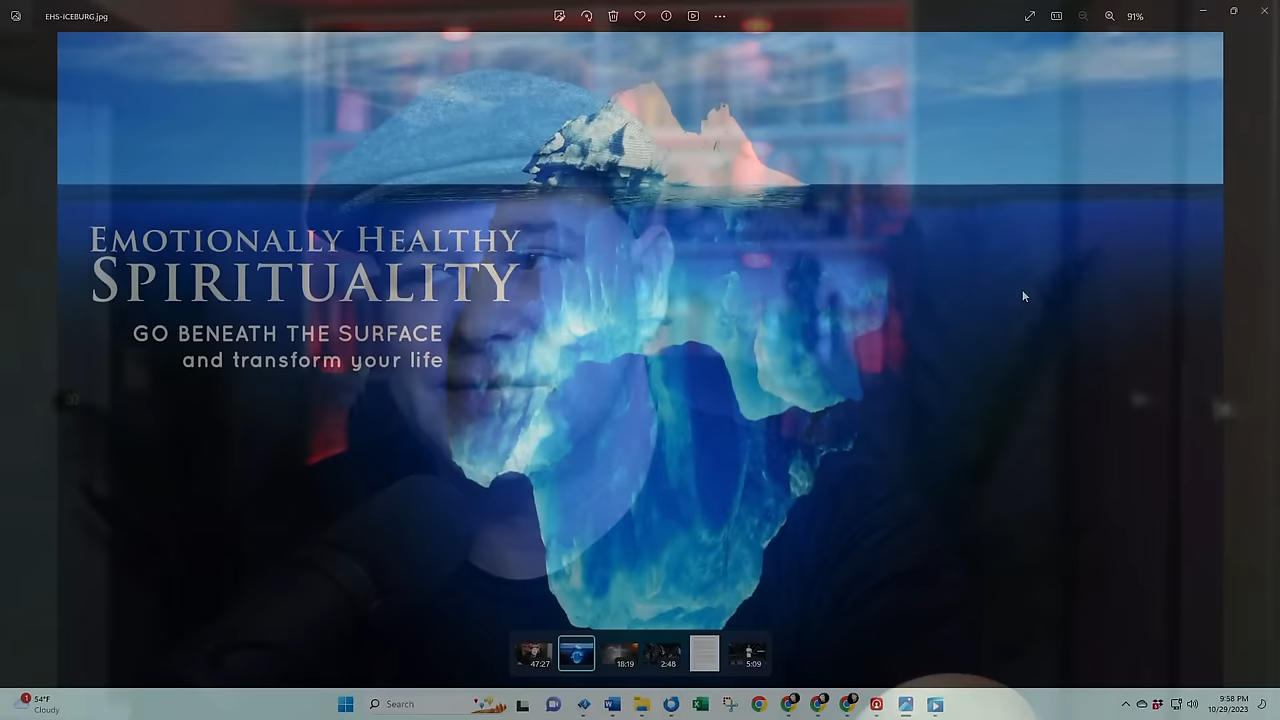 EHS-ICEBURG.jpg
91%
EMOTIONALLY HEALTHY
SPIRITUALITY
GO BENEATH THE SURFACE
and transform your life
47:27
18:19
2:48
5:09
1
54°F
Cloudy
Search
9:58 PM
10/29/2023